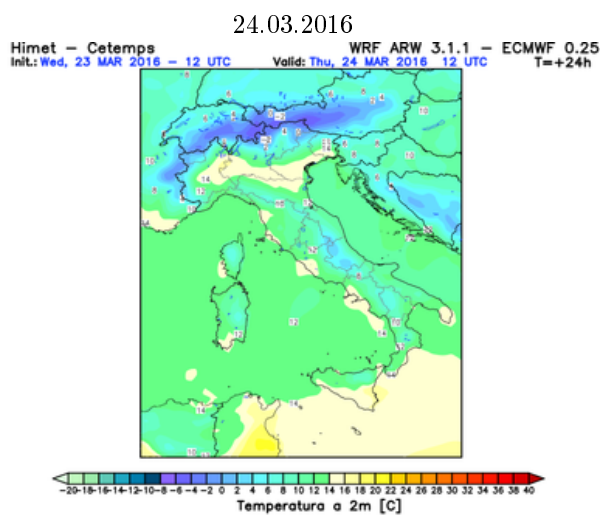 24.03.2016
Himet – Cetemps WRF ARW 3.1.1 – ECMWF 0.25
Init.: Wed, 23 MAR 2016 – 12 UTC Valid: Thu, 24 MAR 2016 12 UTC T=+24h
-20 -18 -16 -14 -12 -10 -8 -6 -4 -2 0 2 4 6 8 10 12 14 16 18 20 22 24 26 28 30 32 34 36 38 40
Temperatura a 2m [C]